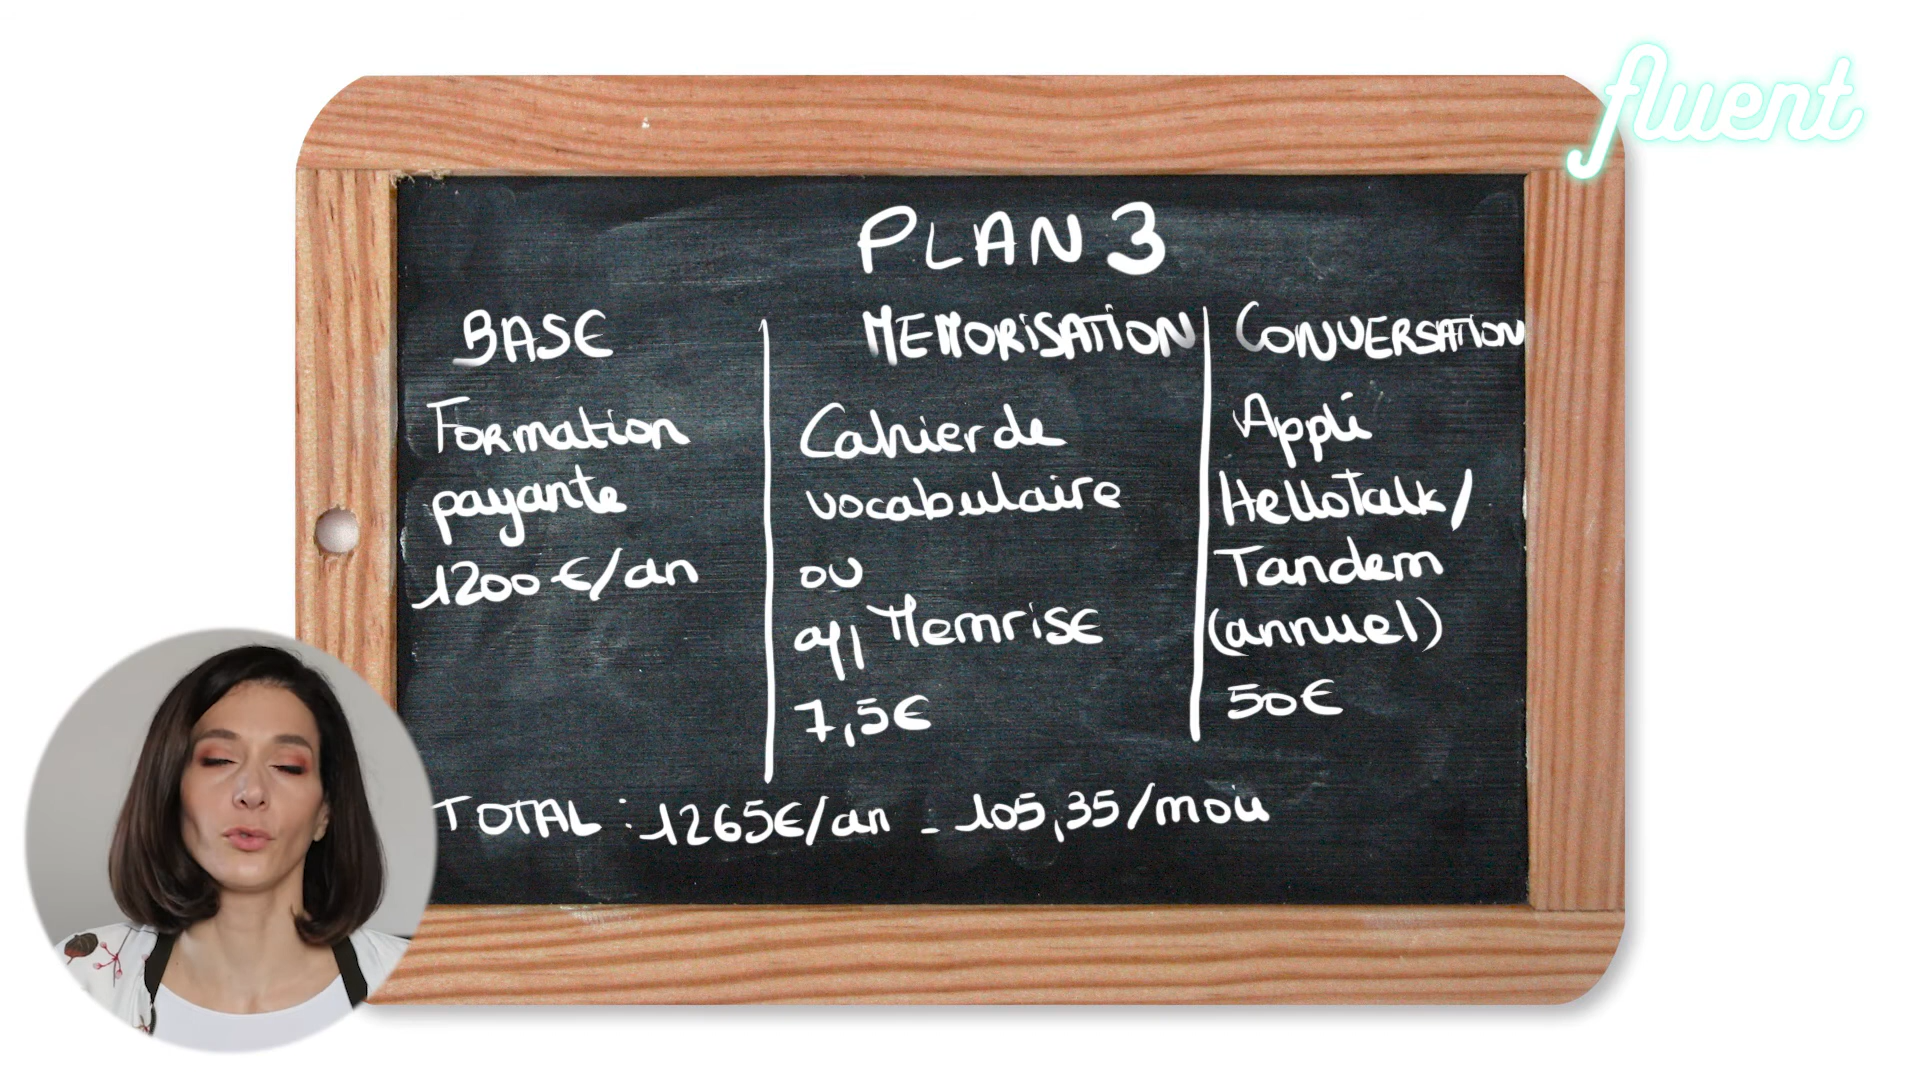 fluent
PLAN 3
BASE
Formation
payante
1200 €/an
MEMORISATION
Cahier de
vocabulaire
ou
Memrise
7,5€
CONVERSATION
Appli
HelloTalk/
Tandem
(annuel)
50€
TOTAL : 1265€/an - 105,35/mois